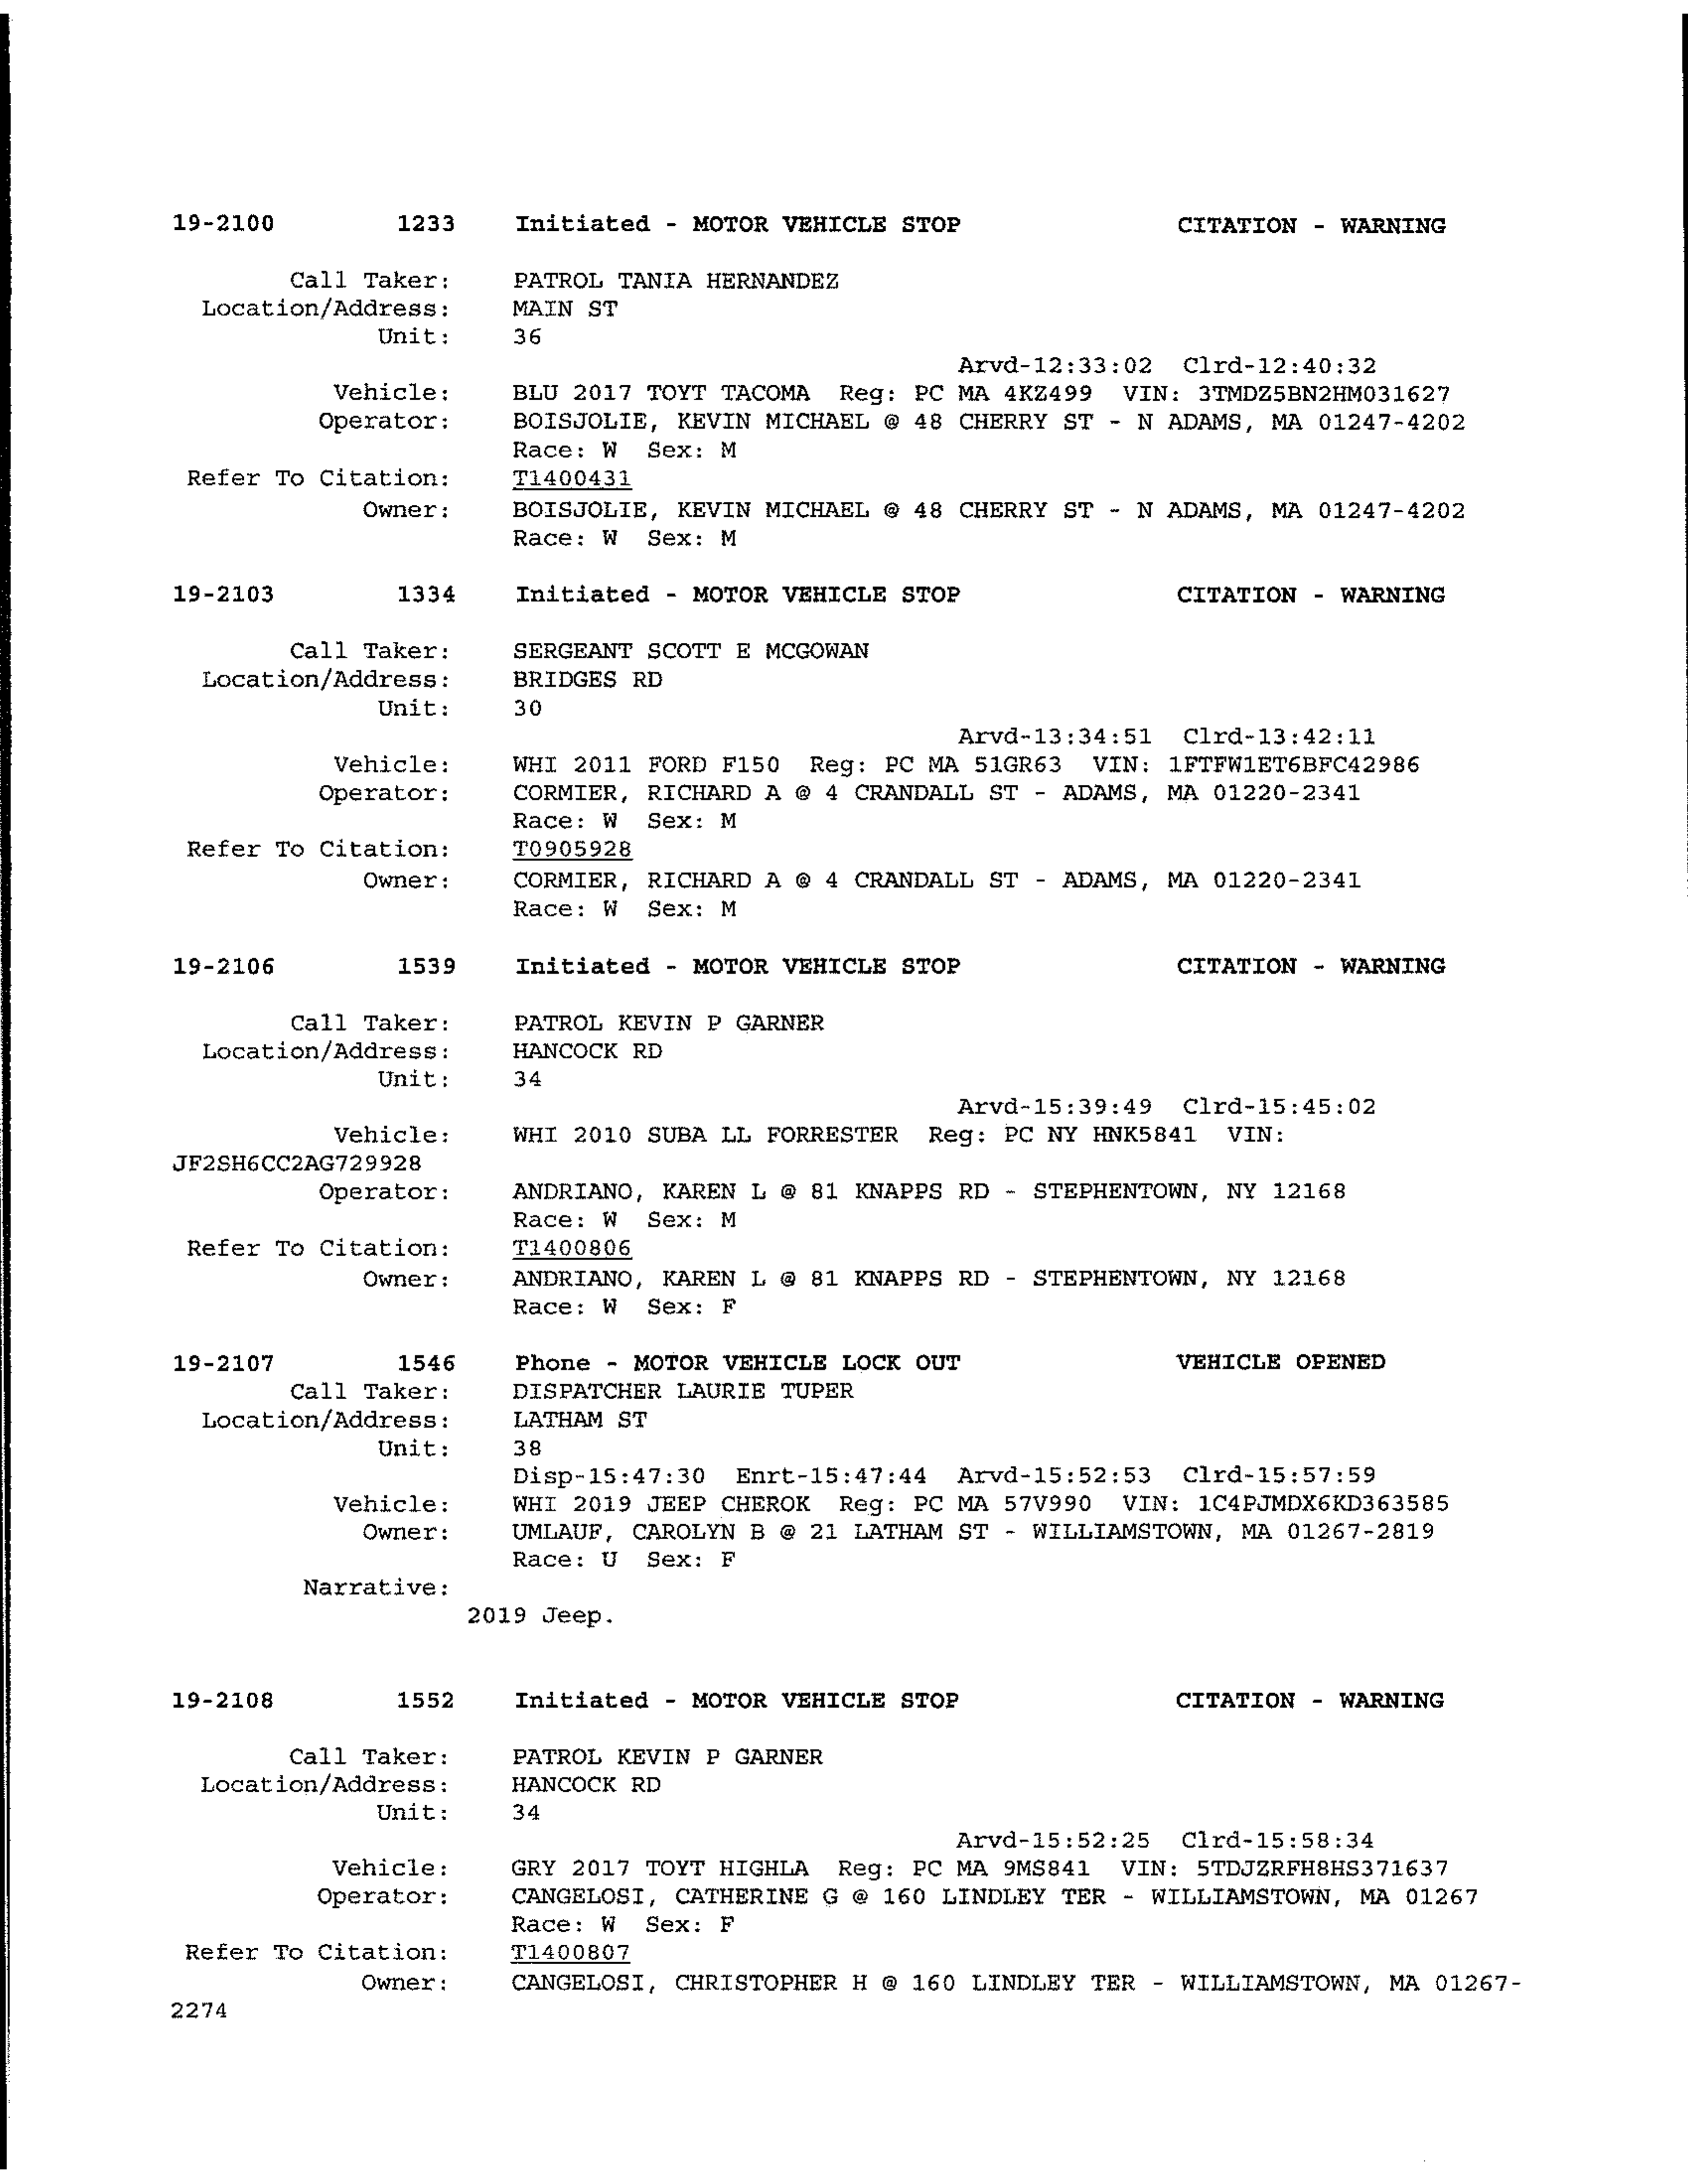 19-2100 1233 Initiated - MOTOR VEHICLE STOP CITATION - WARNING
Call Taker: PATROL TANIA HERNANDEZ
Location/Address: MAIN ST
Unit: 36
Arvd-12:33:02 Clrd-12:40:32
Vehicle: BLU 2017 TOYT TACOMA Reg: PC MA 4KZ499 VIN: 3TMDZ5BN2HM031627
Operator: BOISJOLIE, KEVIN MICHAEL @ 48 CHERRY ST - N ADAMS, MA 01247-4202
Race: W Sex: M
Refer To Citation: T1400431
Owner: BOISJOLIE, KEVIN MICHAEL @ 48 CHERRY ST - N ADAMS, MA 01247-4202
Race: W Sex: M
19-2103 1334 Initiated - MOTOR VEHICLE STOP CITATION - WARNING
Call Taker: SERGEANT SCOTT E MCGOWAN
Location/Address: BRIDGES RD
Unit: 30
Arvd-13:34:51 Clrd-13:42:11
Vehicle: WHI 2011 FORD F150 Reg: PC MA 51GR63 VIN: 1FTFW1ET6BFC42986
Operator: CORMIER, RICHARD A @ 4 CRANDALL ST - ADAMS, MA 01220-2341
Race: W Sex: M
Refer To Citation: T0905928
Owner: CORMIER, RICHARD A @ 4 CRANDALL ST - ADAMS, MA 01220-2341
Race: W Sex: M
19-2106 1539 Initiated - MOTOR VEHICLE STOP CITATION - WARNING
Call Taker: PATROL KEVIN P GARNER
Location/Address: HANCOCK RD
Unit: 34
Arvd-15:39:49 Clrd-15:45:02
Vehicle: WHI 2010 SUBA LL FORRESTER Reg: PC NY HNK5841 VIN:
JF2SH6CC2AG729928
Operator: ANDRIANO, KAREN L @ 81 KNAPPS RD - STEPHENTOWN, NY 12168
Race: W Sex: M
Refer To Citation: T1400806
Owner: ANDRIANO, KAREN L @ 81 KNAPPS RD - STEPHENTOWN, NY 12168
Race: W Sex: F
19-2107 1546 Phone - MOTOR VEHICLE LOCK OUT VEHICLE OPENED
Call Taker: DISPATCHER LAURIE TUPER
Location/Address: LATHAM ST
Unit: 38
Disp-15:47:30 Enrt-15:47:44 Arvd-15:52:53 Clrd-15:57:59
Vehicle: WHI 2019 JEEP CHEROK Reg: PC MA 57V990 VIN: 1C4PJMDX6KD363585
Owner: UMLAUF, CAROLYN B @ 21 LATHAM ST - WILLIAMSTOWN, MA 01267-2819
Race: U Sex: F
Narrative:
2019 Jeep.
19-2108 1552 Initiated - MOTOR VEHICLE STOP CITATION - WARNING
Call Taker: PATROL KEVIN P GARNER
Location/Address: HANCOCK RD
Unit: 34
Arvd-15:52:25 Clrd-15:58:34
Vehicle: GRY 2017 TOYT HIGHLA Reg: PC MA 9MS841 VIN: 5TDJZRFH8HS371637
Operator: CANGELOSI, CATHERINE G @ 160 LINDLEY TER - WILLIAMSTOWN, MA 01267
Race: W Sex: F
Refer To Citation: T1400807
Owner: CANGELOSI, CHRISTOPHER H @ 160 LINDLEY TER - WILLIAMSTOWN, MA 01267-
2274